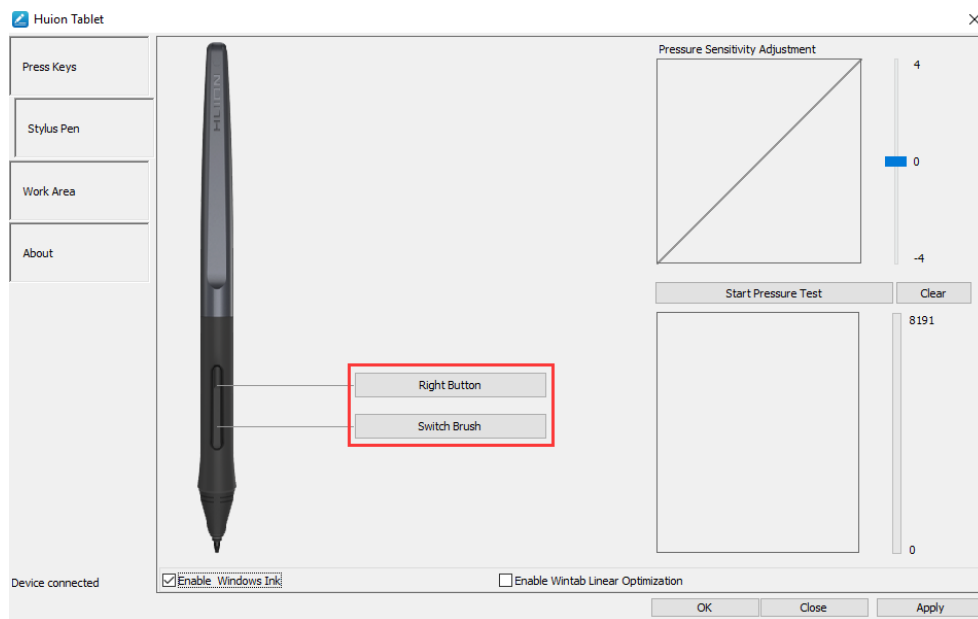 Huion Tablet
Press Keys
Stylus Pen
Work Area
About
Device connected
HUION
Right Button
Switch Brush
Pressure Sensitivity Adjustment
4
0
-4
Start Pressure Test
Clear
8191
0
Enable Windows Ink
Enable Wintab Linear Optimization
OK
Close
Apply